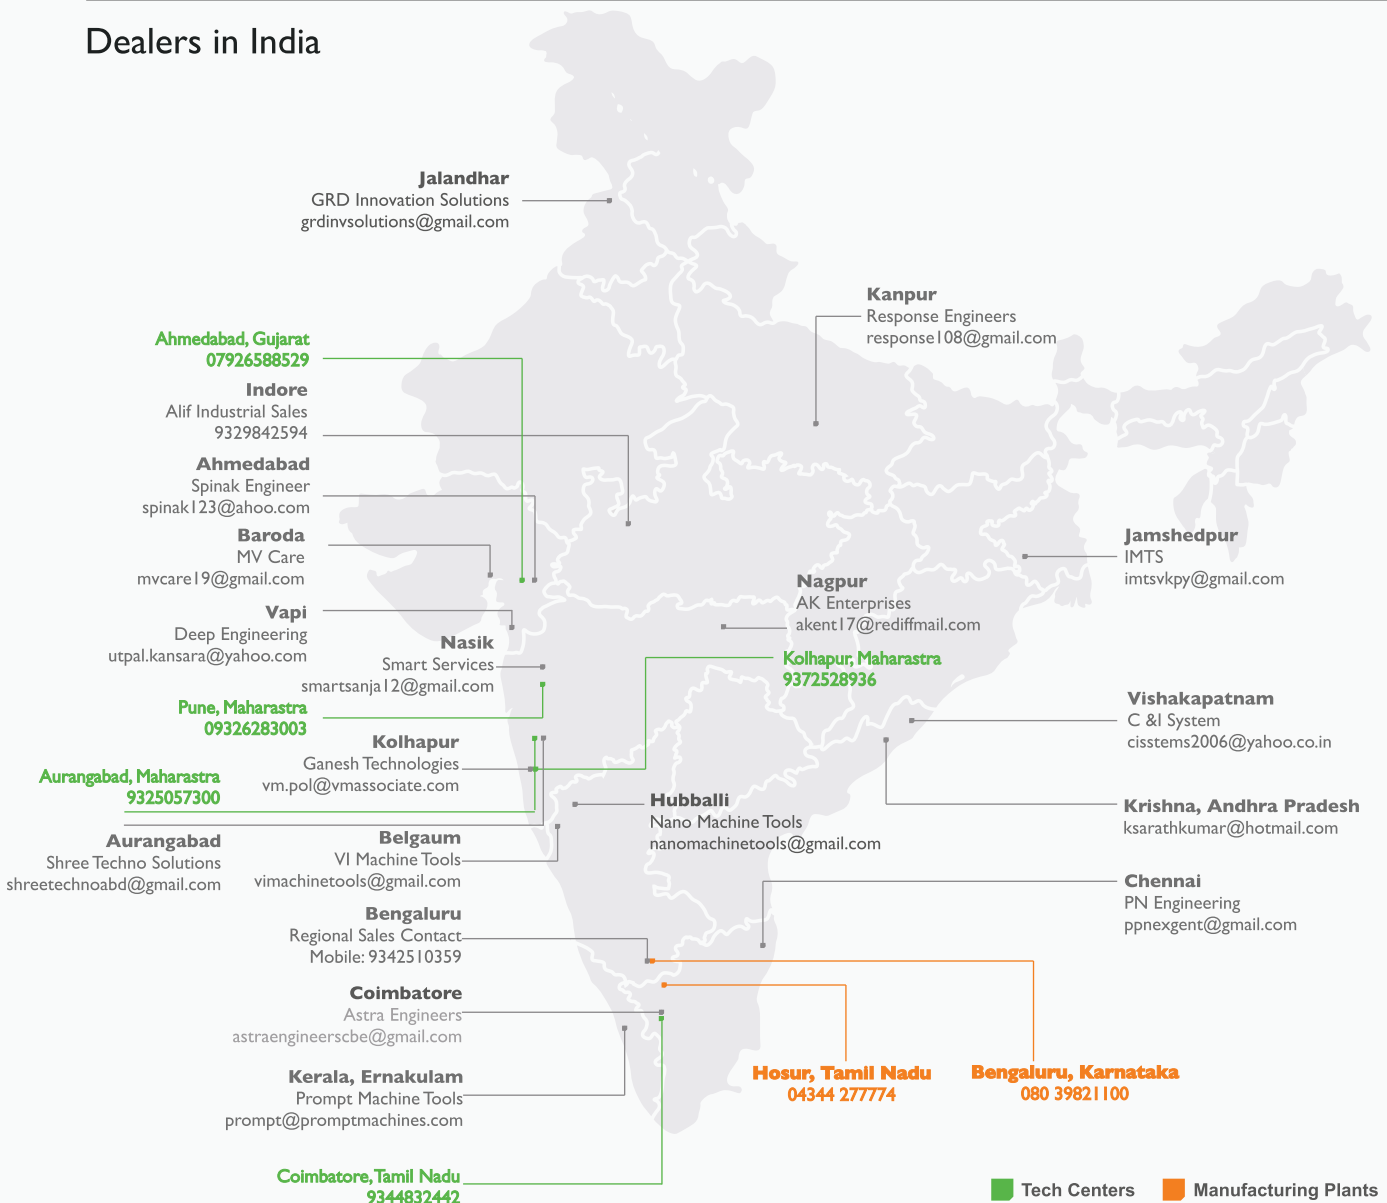 Dealers in India
Jalandhar
GRD Innovation Solutions
grdinvsolutions@gmail.com
Kanpur
Response Engineers
response108@gmail.com
Ahmedabad, Gujarat
07926588529
Indore
Alif Industrial Sales
9329842594
Ahmedabad
Spinak Engineer
spinak123@ahoo.com
Baroda
MV Care
mvcare19@gmail.com
Jamshedpur
IMTS
imtsvkpy@gmail.com
Nagpur
AK Enterprises
akent17@rediffmail.com
Vapi
Deep Engineering
utpal.kansara@yahoo.com
Nasik
Smart Services
smartsanja12@gmail.com
Kolhapur, Maharastra
9372528936
Pune, Maharastra
09326283003
Vishakapatnam
C &I System
cisstems2006@yahoo.co.in
Kolhapur
Ganesh Technologies
vm.pol@vmassociate.com
Aurangabad, Maharastra
9325057300
Hubballi
Nano Machine Tools
nanomachinetools@gmail.com
Krishna, Andhra Pradesh
ksarathkumar@hotmail.com
Aurangabad
Shree Techno Solutions
shreetechnoabd@gmail.com
Belgaum
VI Machine Tools
vimachinetools@gmail.com
Chennai
PN Engineering
ppnexgent@gmail.com
Bengaluru
Regional Sales Contact
Mobile: 9342510359
Coimbatore
Astra Engineers
astraengineerscbe@gmail.com
Hosur, Tamil Nadu
04344 277774
Bengaluru, Karnataka
080 39821100
Kerala, Ernakulam
Prompt Machine Tools
prompt@promptmachines.com
Coimbatore, Tamil Nadu
9344832442
Tech Centers
Manufacturing Plants